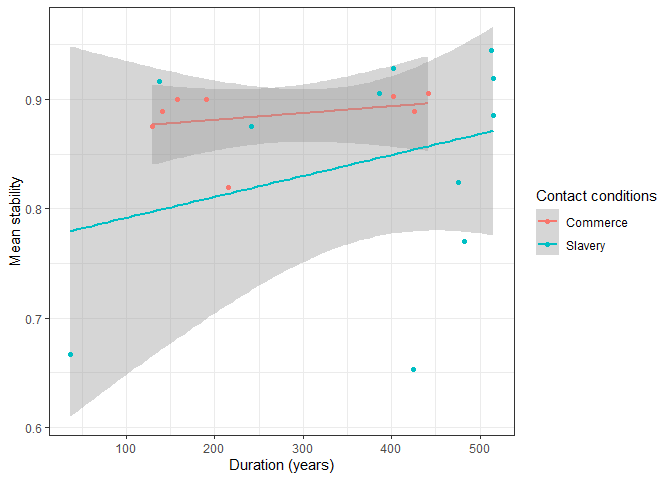 Mean stability
0.9
0.8
0.7
0.6
100
200
300
400
500
Duration (years)
Contact conditions
Commerce
Slavery